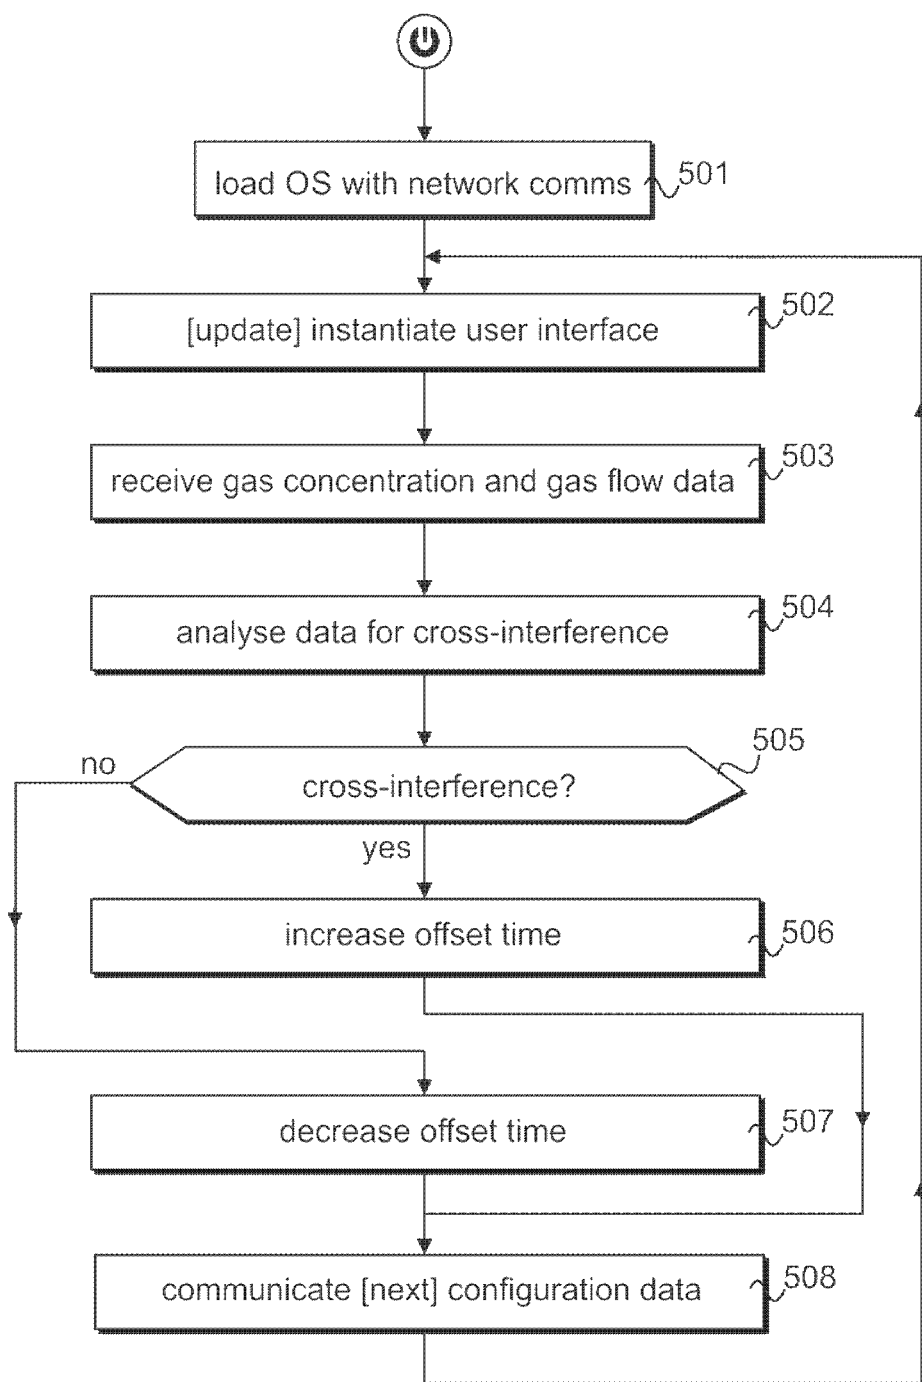 load OS with network comms
501
[update] instantiate user interface
502
receive gas concentration and gas flow data
503
analyse data for cross-interference
504
cross-interference?
505
no
yes
increase offset time
506
decrease offset time
507
communicate [next] configuration data
508